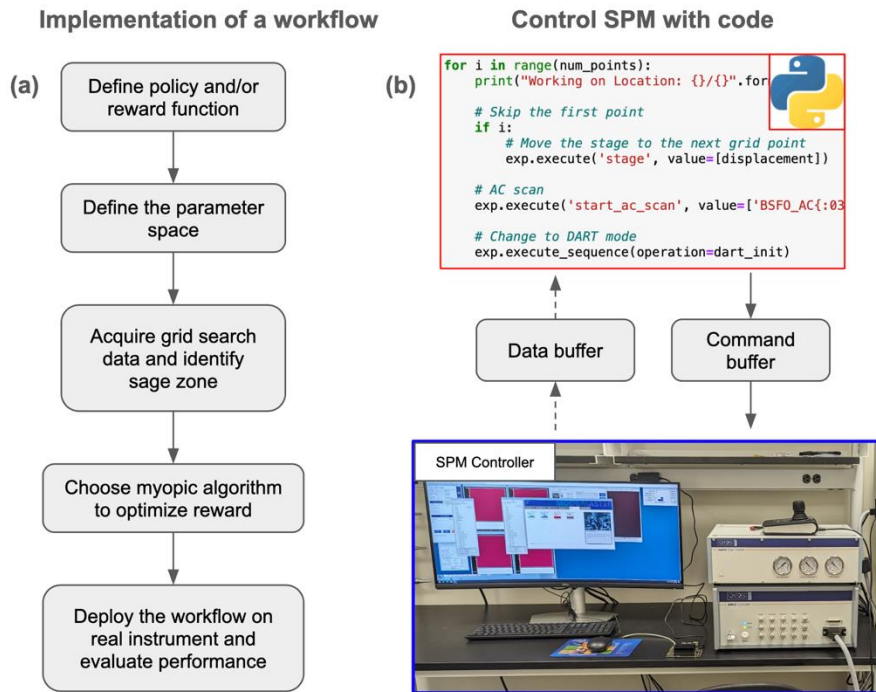 Implementation of a workflow
Control SPM with code
(a)
Define policy and/or
reward function
Define the parameter
space
Acquire grid search
data and identify
sage zone
Choose myopic algorithm
to optimize reward
Deploy the workflow on
real instrument and
evaluate performance
(b)
for i in range(num_points):
print("Working on Location: {}/{}".for
# Skip the first point
if i:
# Move the stage to the next grid point
exp.execute('stage', value=[displacement])
# AC scan
exp.execute('start_ac_scan', value=['BSFO_AC{:03
# Change to DART mode
exp.execute_sequence(operation=dart_init)
Data buffer
Command
buffer
SPM Controller